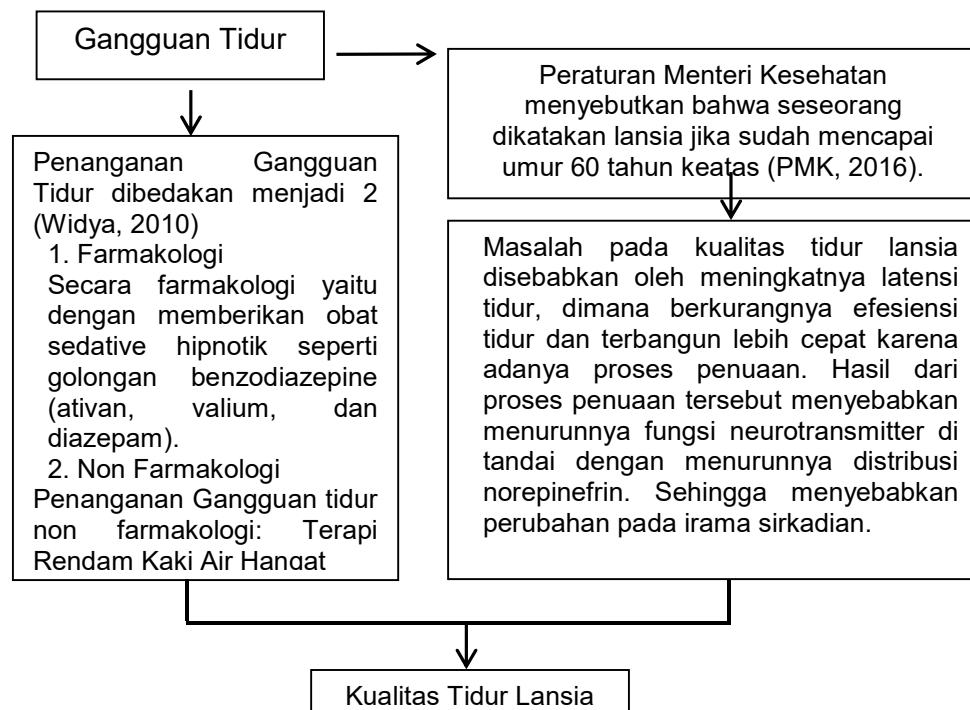 Gangguan Tidur
Peraturan Menteri Kesehatan
menyebutkan bahwa seseorang
dikatakan lansia jika sudah mencapai
umur 60 tahun keatas (PMK, 2016).
Penanganan Gangguan
Tidur dibedakan menjadi 2
(Widya, 2010)
1. Farmakologi
Secara farmakologi yaitu
dengan memberikan obat
sedative hipnotik seperti
golongan benzodiazepine
(ativan, valium, dan
diazepam).
2. Non Farmakologi
Penanganan Gangguan tidur
non farmakologi: Terapi
Rendam Kaki Air Hangat
Masalah pada kualitas tidur lansia
disebabkan oleh meningkatnya latensi
tidur, dimana berkurangnya efesiensi
tidur dan terbangun lebih cepat karena
adanya proses penuaan. Hasil dari
proses penuaan tersebut menyebabkan
menurunnya fungsi neurotransmitter di
tandai dengan menurunnya distribusi
norepinefrin. Sehingga menyebabkan
perubahan pada irama sirkadian.
Kualitas Tidur Lansia